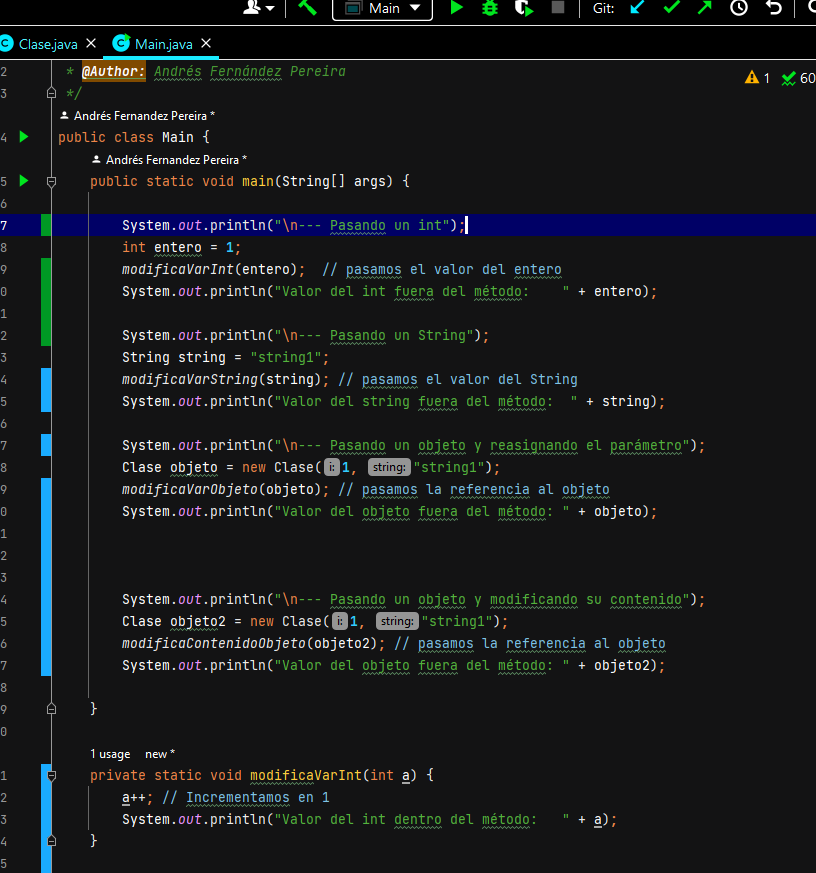 Main
Git:
Clase.java
Main.java
2 * @Author: Andrés Fernández Pereira
1 60
3 */
Andrés Fernandez Pereira *
4 public class Main {
Andrés Fernandez Pereira *
5 public static void main(String[] args) {
6
7 System.out.println("\n--- Pasando un int");
8 int entero = 1;
9 modificaVarInt(entero);  // pasamos el valor del entero
0 System.out.println("Valor del int fuera del método:    " + entero);
1
2 System.out.println("\n--- Pasando un String");
3 String string = "string1";
4 modificaVarString(string); // pasamos el valor del String
5 System.out.println("Valor del string fuera del método:  " + string);
6
7 System.out.println("\n--- Pasando un objeto y reasignando el parámetro");
8 Clase objeto = new Clase( i: 1, string: "string1");
9 modificaVarObjeto(objeto); // pasamos la referencia al objeto
0 System.out.println("Valor del objeto fuera del método: " + objeto);
1
2
3
4 System.out.println("\n--- Pasando un objeto y modificando su contenido");
5 Clase objeto2 = new Clase( i: 1, string: "string1");
6 modificaContenidoObjeto(objeto2); // pasamos la referencia al objeto
7 System.out.println("Valor del objeto fuera del método: " + objeto2);
8
9 }
0
1 usage new *
1 private static void modificaVarInt(int a) {
2 a++; // Incrementamos en 1
3 System.out.println("Valor del int dentro del método:   " + a);
4 }
5